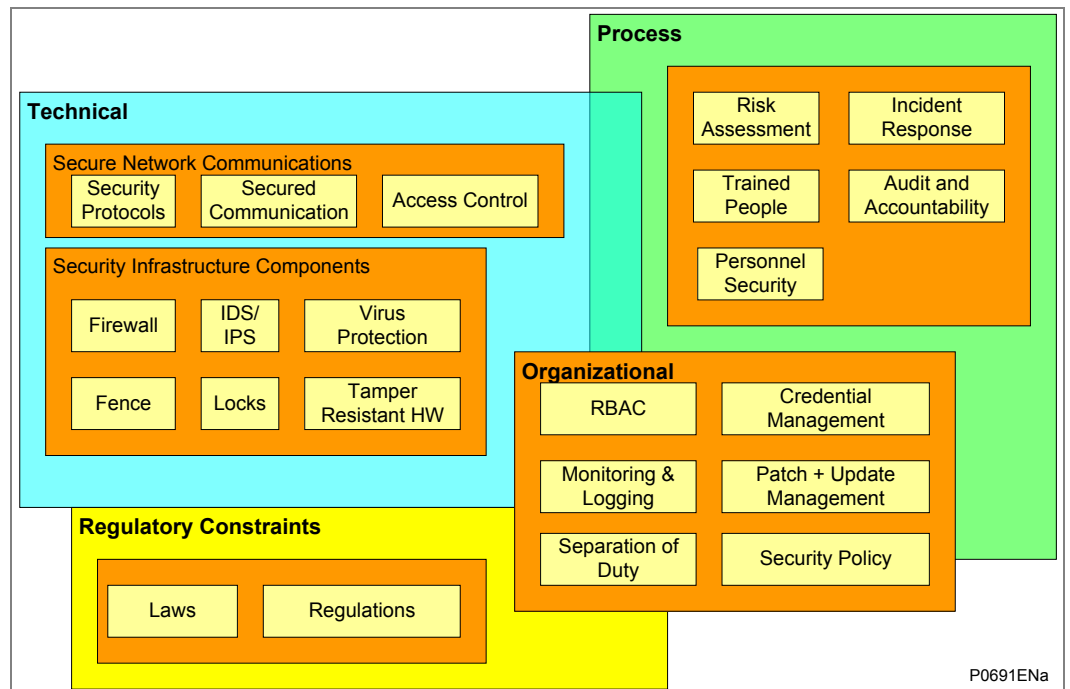 Process
Risk
Assessment
Incident
Response
Trained
People
Audit and
Accountability
Personnel
Security
Technical
Secure Network Communications
Security
Protocols
Secured
Communication
Access Control
Security Infrastructure Components
Firewall
IDS/
IPS
Virus
Protection
Fence
Locks
Tamper
Resistant HW
Organizational
RBAC
Credential
Management
Monitoring &
Logging
Patch + Update
Management
Separation of
Duty
Security Policy
Regulatory Constraints
Laws
Regulations
P0691ENa